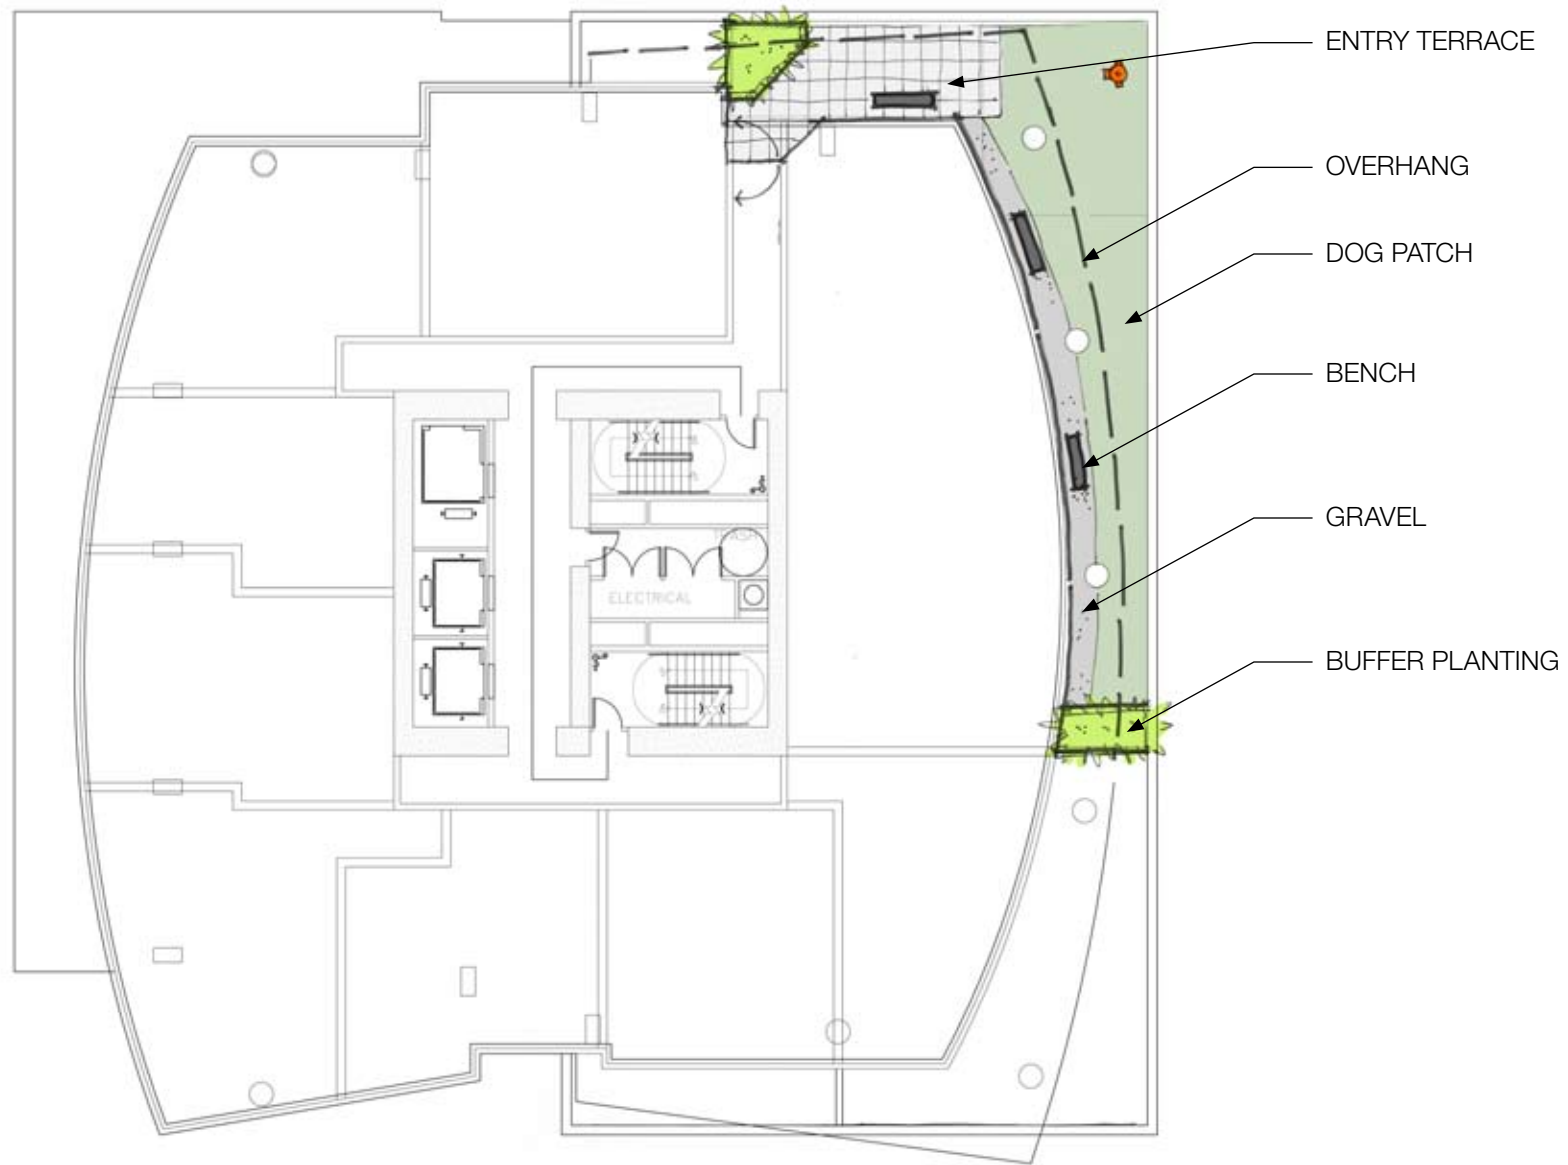 ENTRY TERRACE
OVERHANG
DOG PATCH
BENCH
GRAVEL
ELECTRICAL
BUFFER PLANTING